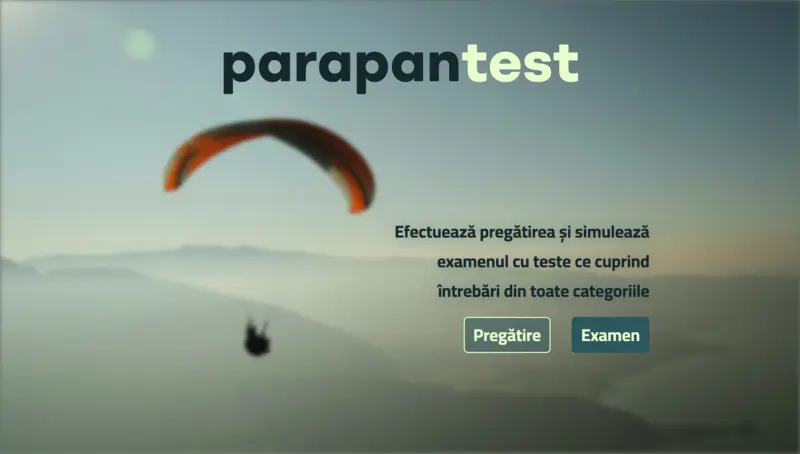 parapantest
Efectuează pregătirea și simulează
examenul cu teste ce cuprind
întrebări din toate categoriile
Pregătire Examen